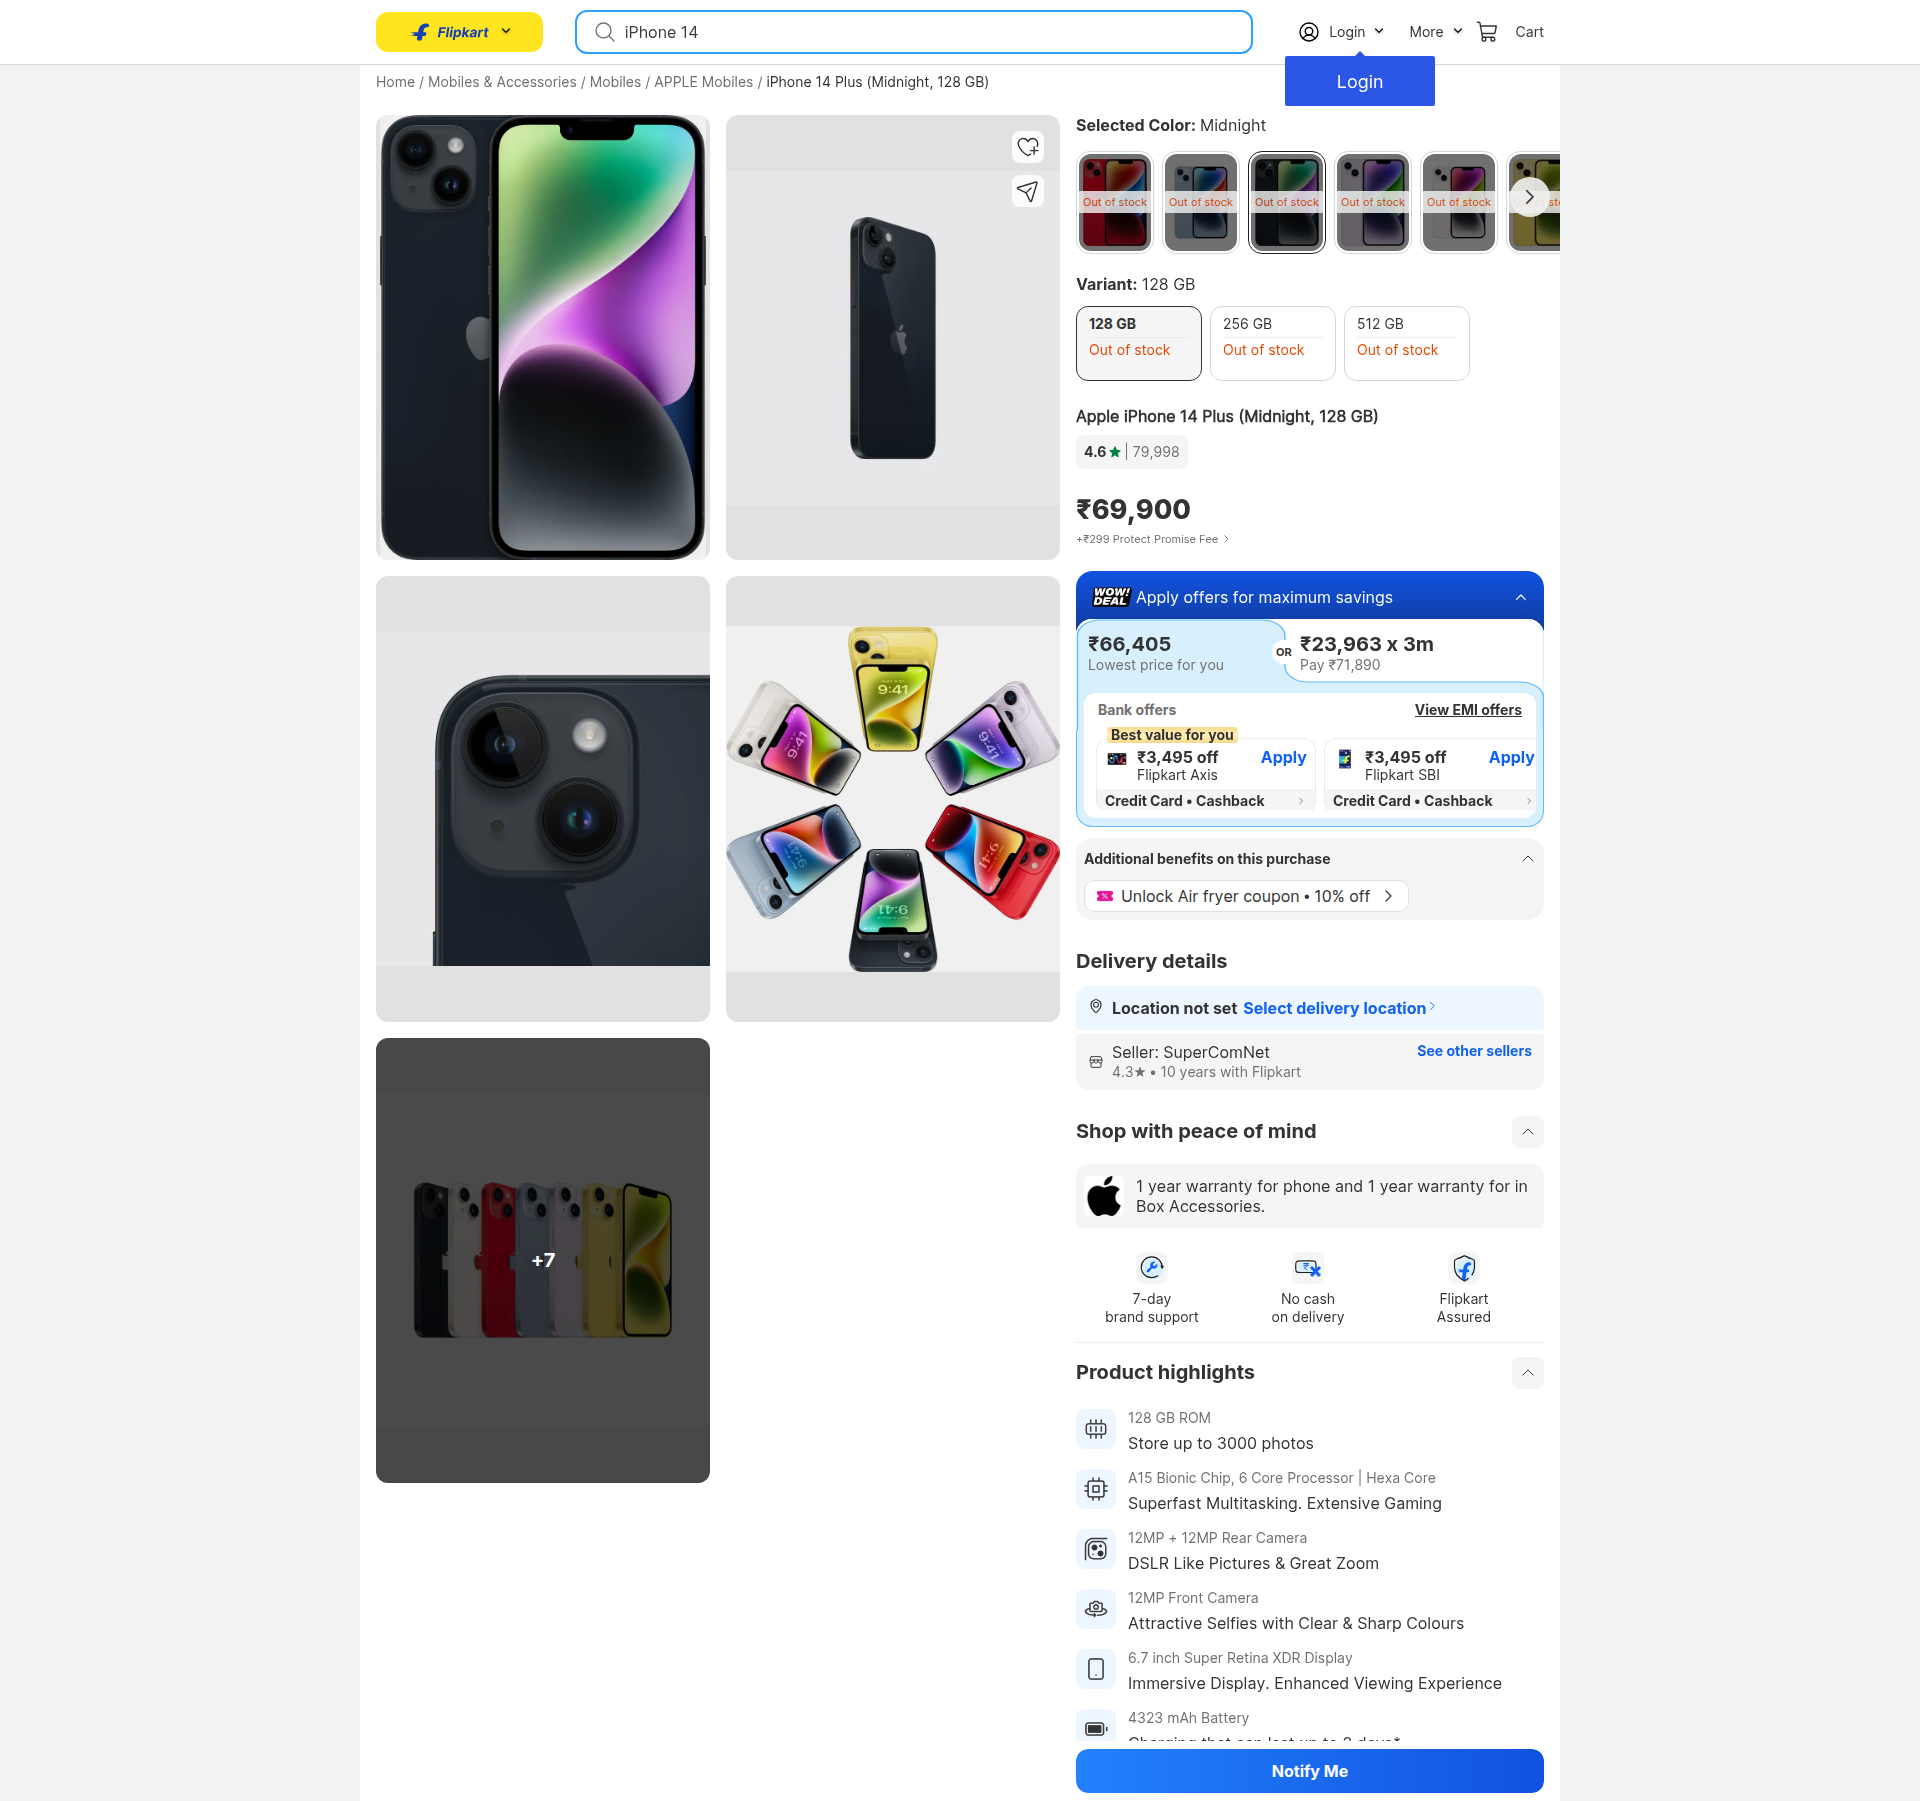 Flipkart
iPhone 14
Login
More
Cart
Login
Home / Mobiles & Accessories / Mobiles / APPLE Mobiles / iPhone 14 Plus (Midnight, 128 GB)
Selected Color: Midnight
Out of stock
Out of stock
Out of stock
Out of stock
Out of stock
Variant: 128 GB
128 GB
Out of stock
256 GB
Out of stock
512 GB
Out of stock
Apple iPhone 14 Plus (Midnight, 128 GB)
4.6★ | 79,998
₹69,900
+₹299 Protect Promise Fee
WOW! DEAL Apply offers for maximum savings
₹66,405
Lowest price for you
OR
₹23,963 x 3m
Pay ₹71,890
Bank offers
View EMI offers
Best value for you
₹3,495 off
Apply
Flipkart Axis
Credit Card • Cashback
₹3,495 off
Apply
Flipkart SBI
Credit Card • Cashback
Additional benefits on this purchase
Unlock Air fryer coupon • 10% off
9:41
9:41
9:41
9:41
9:41
9:41
Delivery details
Location not set Select delivery location
Seller: SuperComNet
See other sellers
4.3★ • 10 years with Flipkart
Shop with peace of mind
1 year warranty for phone and 1 year warranty for in
Box Accessories.
+7
7-day
brand support
No cash
on delivery
Flipkart
Assured
Product highlights
128 GB ROM
Store up to 3000 photos
A15 Bionic Chip, 6 Core Processor | Hexa Core
Superfast Multitasking. Extensive Gaming
12MP + 12MP Rear Camera
DSLR Like Pictures & Great Zoom
12MP Front Camera
Attractive Selfies with Clear & Sharp Colours
6.7 inch Super Retina XDR Display
Immersive Display. Enhanced Viewing Experience
4323 mAh Battery
Charging that can last up to 2 days*
Notify Me